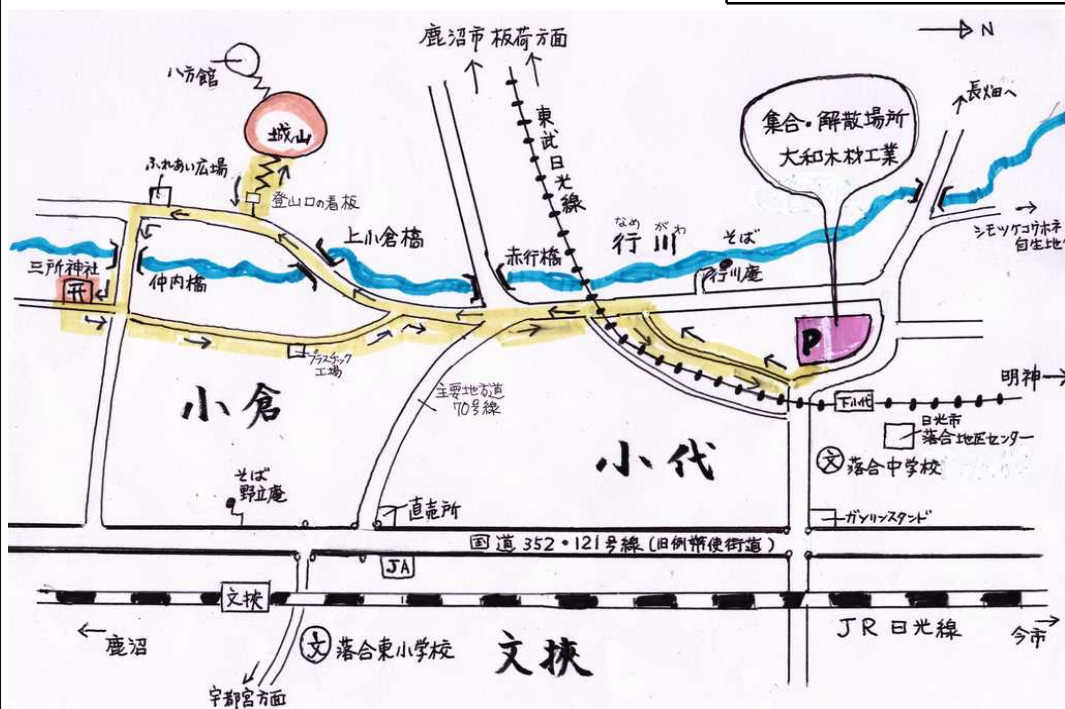 鹿沼市 板荷方面
N
八方館
城山
東武日光線
集合・解散場所
大和木材工業
長畑へ
ふれあい広場
登山口の看板
上小倉橋
なめ がわ
行川
赤行橋
そば
行川庵
シモツケコウホネ
自生地
三所神社
仲内橋
P
プラスチック
工場
主要地方道
70号線
明神
下小代
小倉
小代
日光市
落合地区センター
文 落合中学校
そば
野立庵
直売所
ガソリンスタンド
国道352・121号線(旧例幣使街道)
JA
文挾
JR日光線
鹿沼
文 落合東小学校
文挾
今市
宇都宮方面